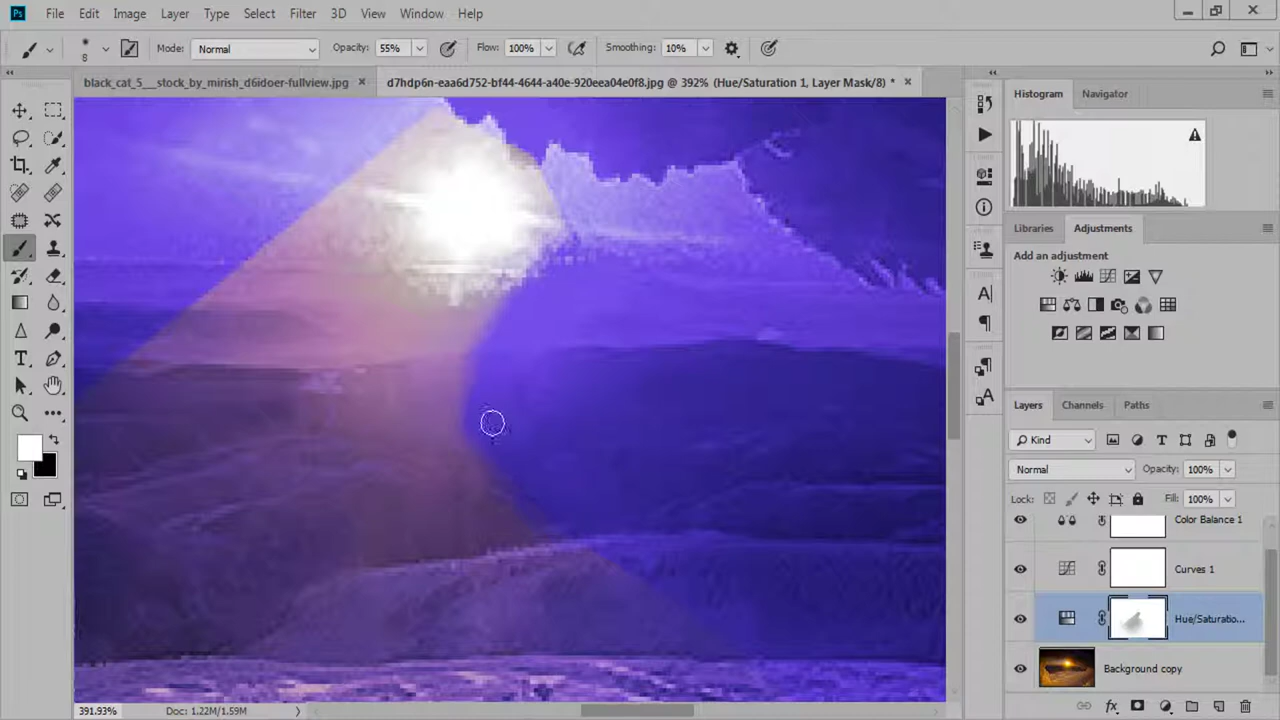 Ps File Edit Image Layer Type Select Filter 3D View Window Help
8 Mode: Normal Opacity: 55% Flow: 100% Smoothing: 10%
black_cat_5___stock_by_mirish_d6idoer-fullview.jpg × d7hdp6n-eaa6d752-bf44-4644-a40e-920eea04e0f8.jpg @ 392% (Hue/Saturation 1, Layer Mask/8) * ×
Histogram Navigator
Libraries Adjustments
Add an adjustment
Layers Channels Paths
Kind
Normal Opacity: 100%
Lock: Fill: 100%
Color Balance 1
Curves 1
Hue/Saturatio...
Background copy
391.93% Doc: 1.22M/1.59M